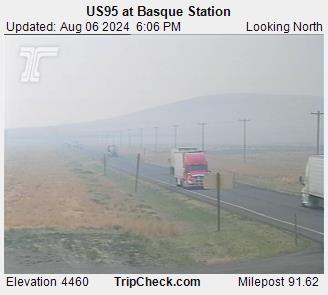 US95 at Basque Station
Updated: Aug 06 2024 6:06 PM Looking North
Elevation 4460 TripCheck.com Milepost 91.62